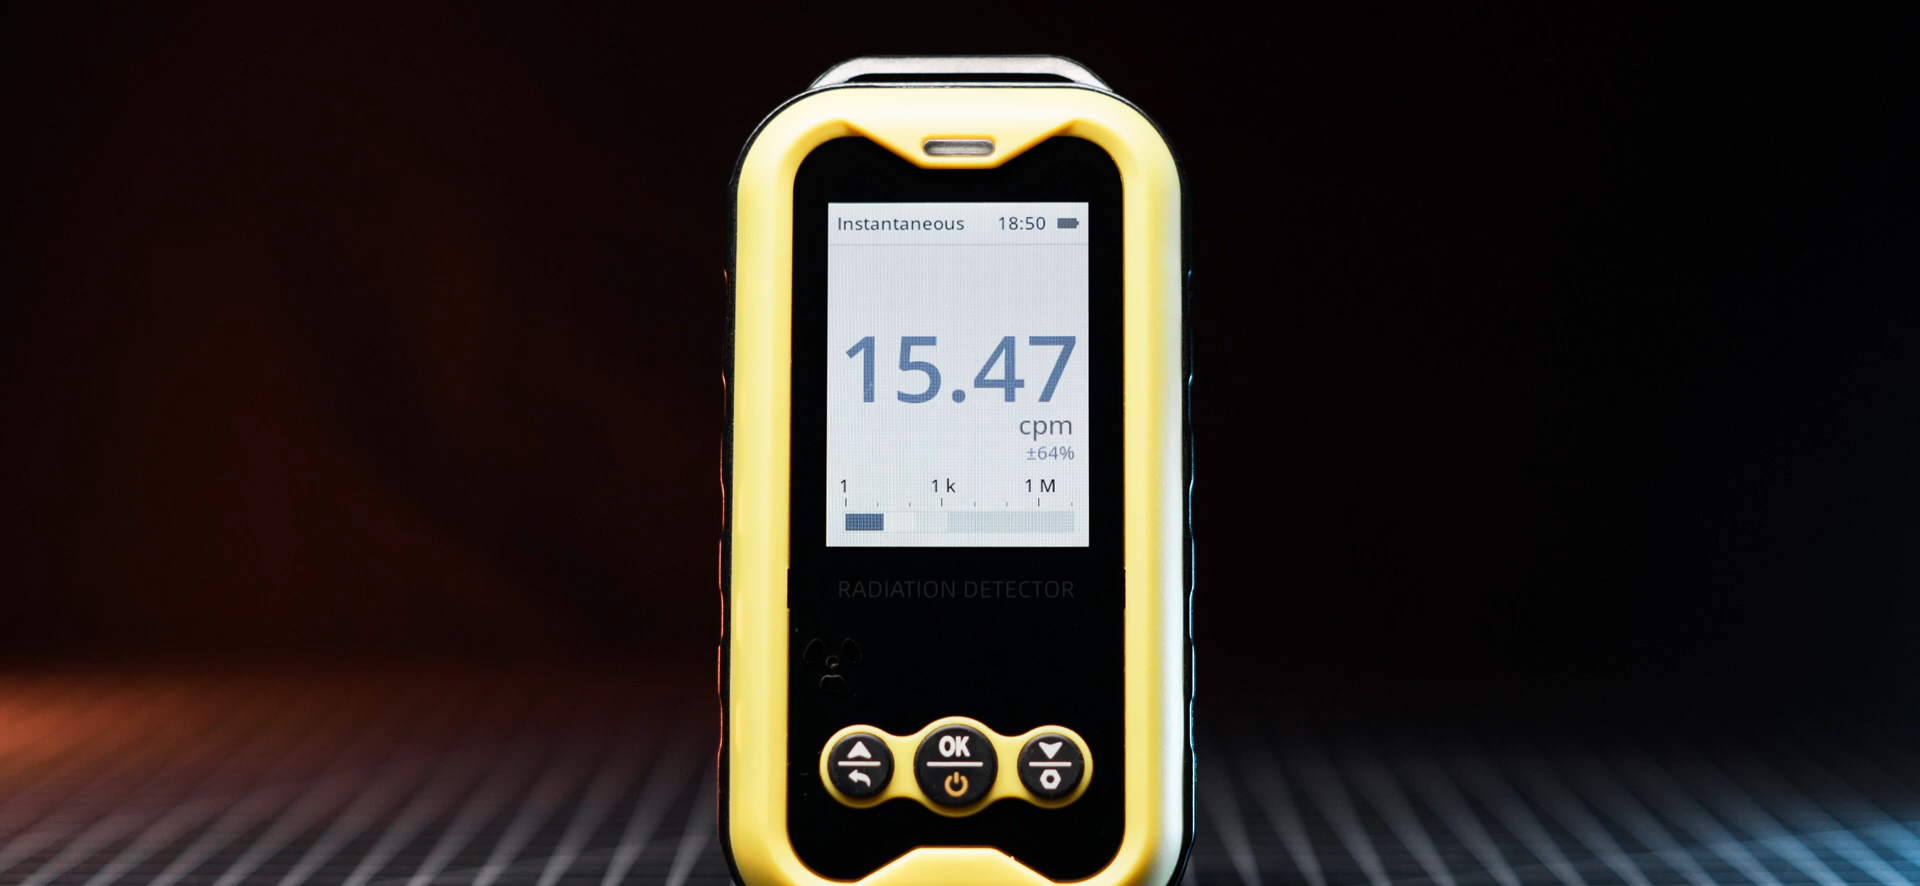 Instantaneous 18:50
15.47
cpm
±64%
1 1 k 1 M
RADIATION DETECTOR
OK